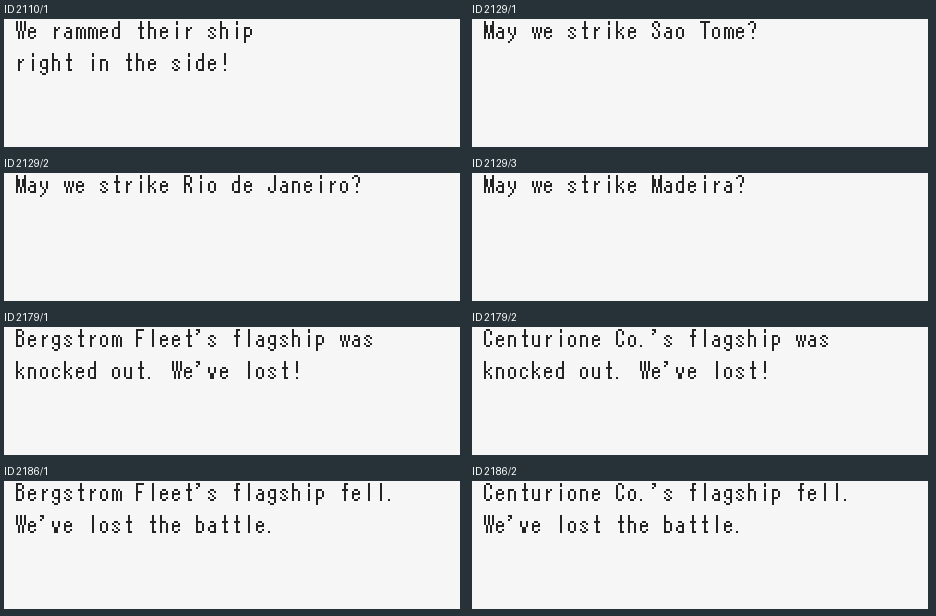 ID2110/1
We rammed their ship
right in the side!
ID2129/1
May we strike Sao Tome?
ID2129/2
May we strike Rio de Janeiro?
ID2129/3
May we strike Madeira?
ID2179/1
Bergstrom Fleet's flagship was
knocked out. We've lost!
ID2179/2
Centurione Co.'s flagship was
knocked out. We've lost!
ID2186/1
Bergstrom Fleet's flagship fell.
We've lost the battle.
ID2186/2
Centurione Co.'s flagship fell.
We've lost the battle.